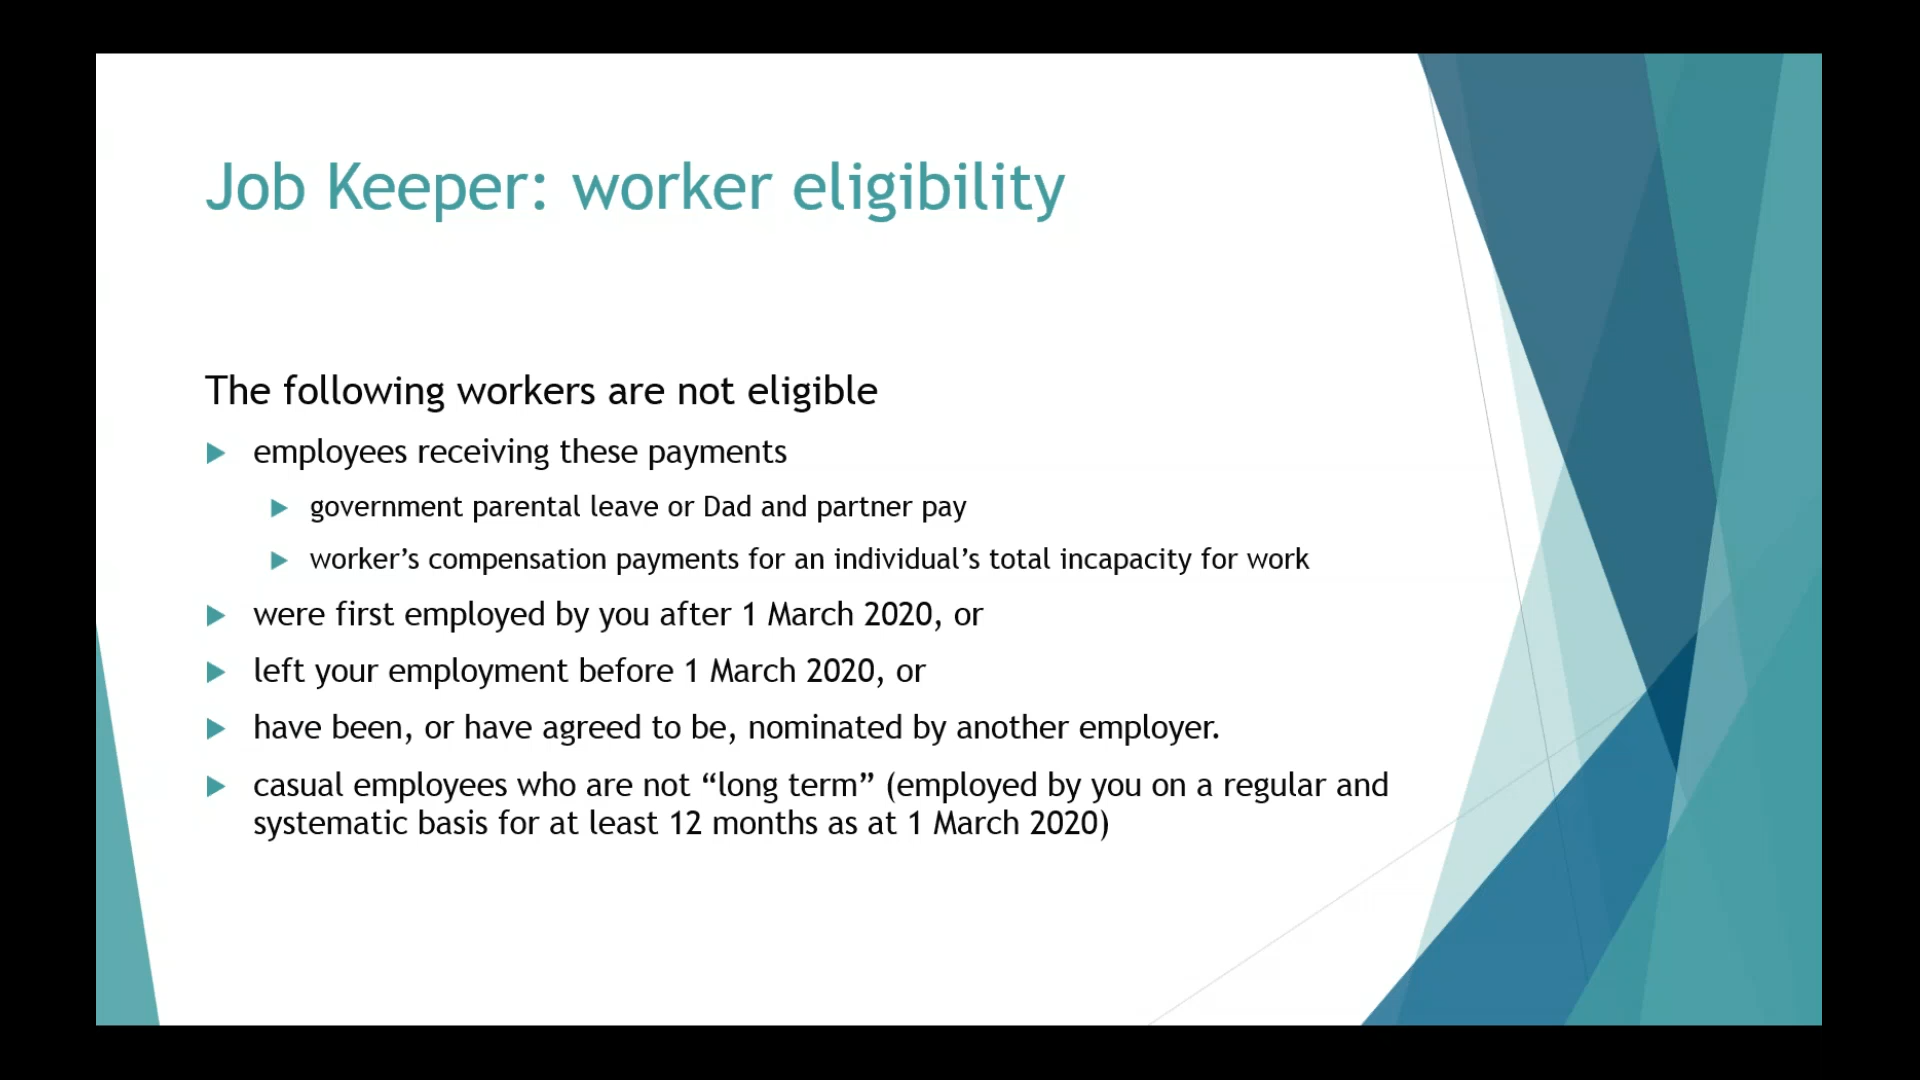 Job Keeper: worker eligibility
The following workers are not eligible
employees receiving these payments
government parental leave or Dad and partner pay
worker’s compensation payments for an individual’s total incapacity for work
were first employed by you after 1 March 2020, or
left your employment before 1 March 2020, or
have been, or have agreed to be, nominated by another employer.
casual employees who are not “long term” (employed by you on a regular and
systematic basis for at least 12 months as at 1 March 2020)